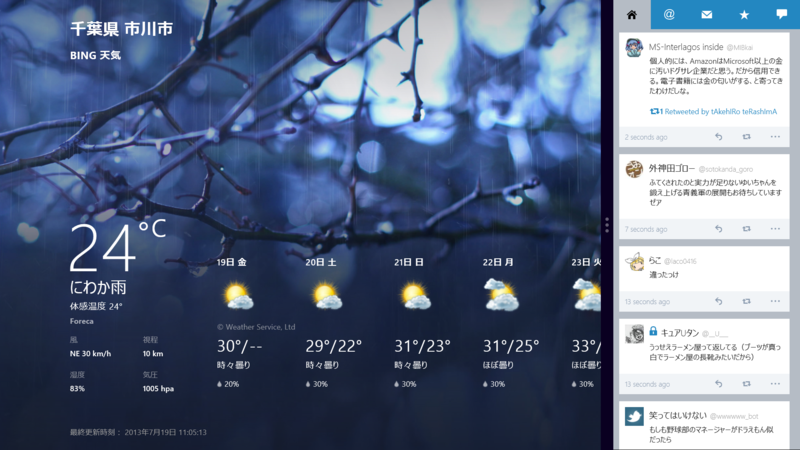 千葉県 市川市
BING 天気
24°C
にわか雨
体感温度 24°
Foreca
風 視程
NE 30 km/h 10 km
湿度 気圧
83% 1005 hpa
最終更新時刻： 2013年7月19日 11:05:13
19日 金 20日 土 21日 日 22日 月 23日 火
© Weather Service, Ltd
30°/-- 29°/22° 31°/23° 31°/25° 33°/
時々曇り 時々曇り 時々曇り ほぼ曇り ほぼ曇り
20% 30% 30% 30% 30%
MS-Interlagos inside @MBkai
個人的には、AmazonはMicrosoft以上の金
に汚いドグサレ企業だと思う。だから信用でき
る。電子書籍には金の匂いがする、と寄ってき
たわけだしな。
1 Retweeted by tAkehiRo teRashimA
2 seconds ago
外神田ゴロー @sotokanda_goro
ふてくされたのと実力が足りないゆいちゃんを
鍛え上げる青義軍の展開もお待ちしています
ぜア
7 seconds ago
らこ @laco0416
違ったっけ
13 seconds ago
キュアリタン
うっせえラーメン屋って返してる（ブーツが真っ
白でラーメン屋の長靴みたいだから）
13 seconds ago
笑ってはいけない @wwwwww_bot
もしも野球部のマネージャーがドラえもん似
だったら